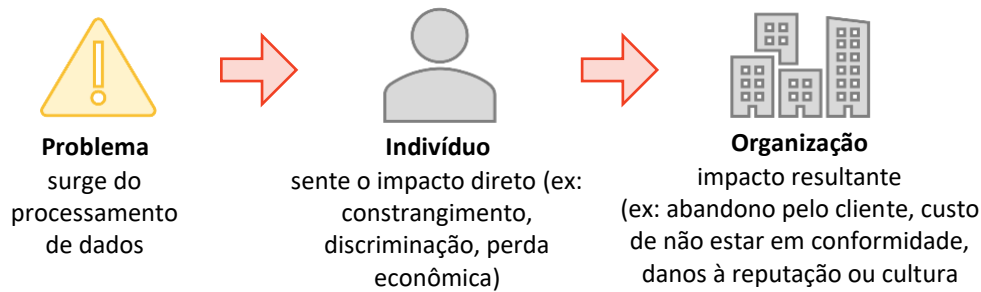 Problema
surge do
processamento
de dados
Indivíduo
sente o impacto direto (ex:
constrangimento,
discriminação, perda
econômica)
Organização
impacto resultante
(ex: abandono pelo cliente, custo
de não estar em conformidade,
danos à reputação ou cultura